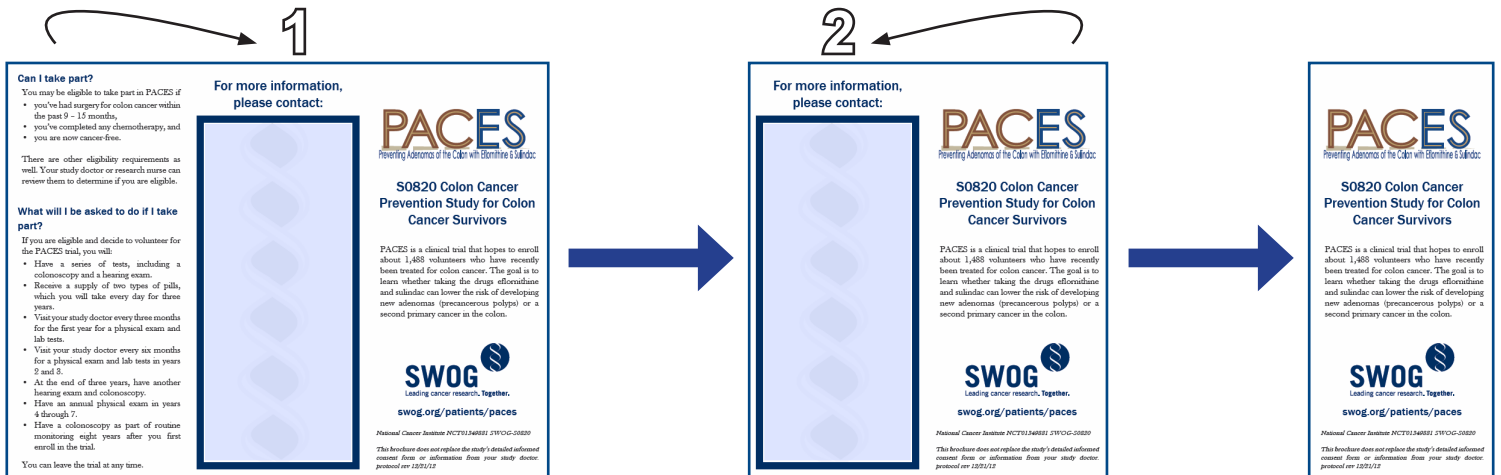 1
2
Can I take part?
You may be eligible to take part in PACES if
• you've had surgery for colon cancer within
the past 9 – 15 months,
• you've completed any chemotherapy, and
• you are now cancer-free.
There are other eligibility requirements as
well. Your study doctor or research nurse can
review them to determine if you are eligible.
What will I be asked to do if I take
part?
If you are eligible and decide to volunteer for
the PACES trial, you will:
• Have a series of tests, including a
colonoscopy and a hearing exam.
• Receive a supply of two types of pills,
which you will take every day for three
years.
• Visit your study doctor every three months
for the first year for a physical exam and
lab tests.
• Visit your study doctor every six months
for a physical exam and lab tests in years
2 and 3.
• At the end of three years, have another
hearing exam and colonoscopy.
• Have an annual physical exam in years
4 through 7.
• Have a colonoscopy as part of routine
monitoring eight years after you first
enroll in the trial.
You can leave the trial at any time.
For more information,
please contact:
PACES
Preventing Adenomas of the Colon with Eflornithine & Sulindac
S0820 Colon Cancer
Prevention Study for Colon
Cancer Survivors
PACES is a clinical trial that hopes to enroll
about 1,488 volunteers who have recently
been treated for colon cancer. The goal is to
learn whether taking the drugs eflornithine
and sulindac can lower the risk of developing
new adenomas (precancerous polyps) or a
second primary cancer in the colon.
SWOG
Leading cancer research. Together.
swog.org/patients/paces
National Cancer Institute NCT01349881 SWOG-S0820
This brochure does not replace the study's detailed informed
consent form or information from your study doctor.
protocol rev 12/21/12
For more information,
please contact:
PACES
Preventing Adenomas of the Colon with Eflornithine & Sulindac
S0820 Colon Cancer
Prevention Study for Colon
Cancer Survivors
PACES is a clinical trial that hopes to enroll
about 1,488 volunteers who have recently
been treated for colon cancer. The goal is to
learn whether taking the drugs eflornithine
and sulindac can lower the risk of developing
new adenomas (precancerous polyps) or a
second primary cancer in the colon.
SWOG
Leading cancer research. Together.
swog.org/patients/paces
National Cancer Institute NCT01349881 SWOG-S0820
This brochure does not replace the study's detailed informed
consent form or information from your study doctor.
protocol rev 12/21/12
PACES
Preventing Adenomas of the Colon with Eflornithine & Sulindac
S0820 Colon Cancer
Prevention Study for Colon
Cancer Survivors
PACES is a clinical trial that hopes to enroll
about 1,488 volunteers who have recently
been treated for colon cancer. The goal is to
learn whether taking the drugs eflornithine
and sulindac can lower the risk of developing
new adenomas (precancerous polyps) or a
second primary cancer in the colon.
SWOG
Leading cancer research. Together.
swog.org/patients/paces
National Cancer Institute NCT01349881 SWOG-S0820
This brochure does not replace the study's detailed informed
consent form or information from your study doctor.
protocol rev 12/21/12